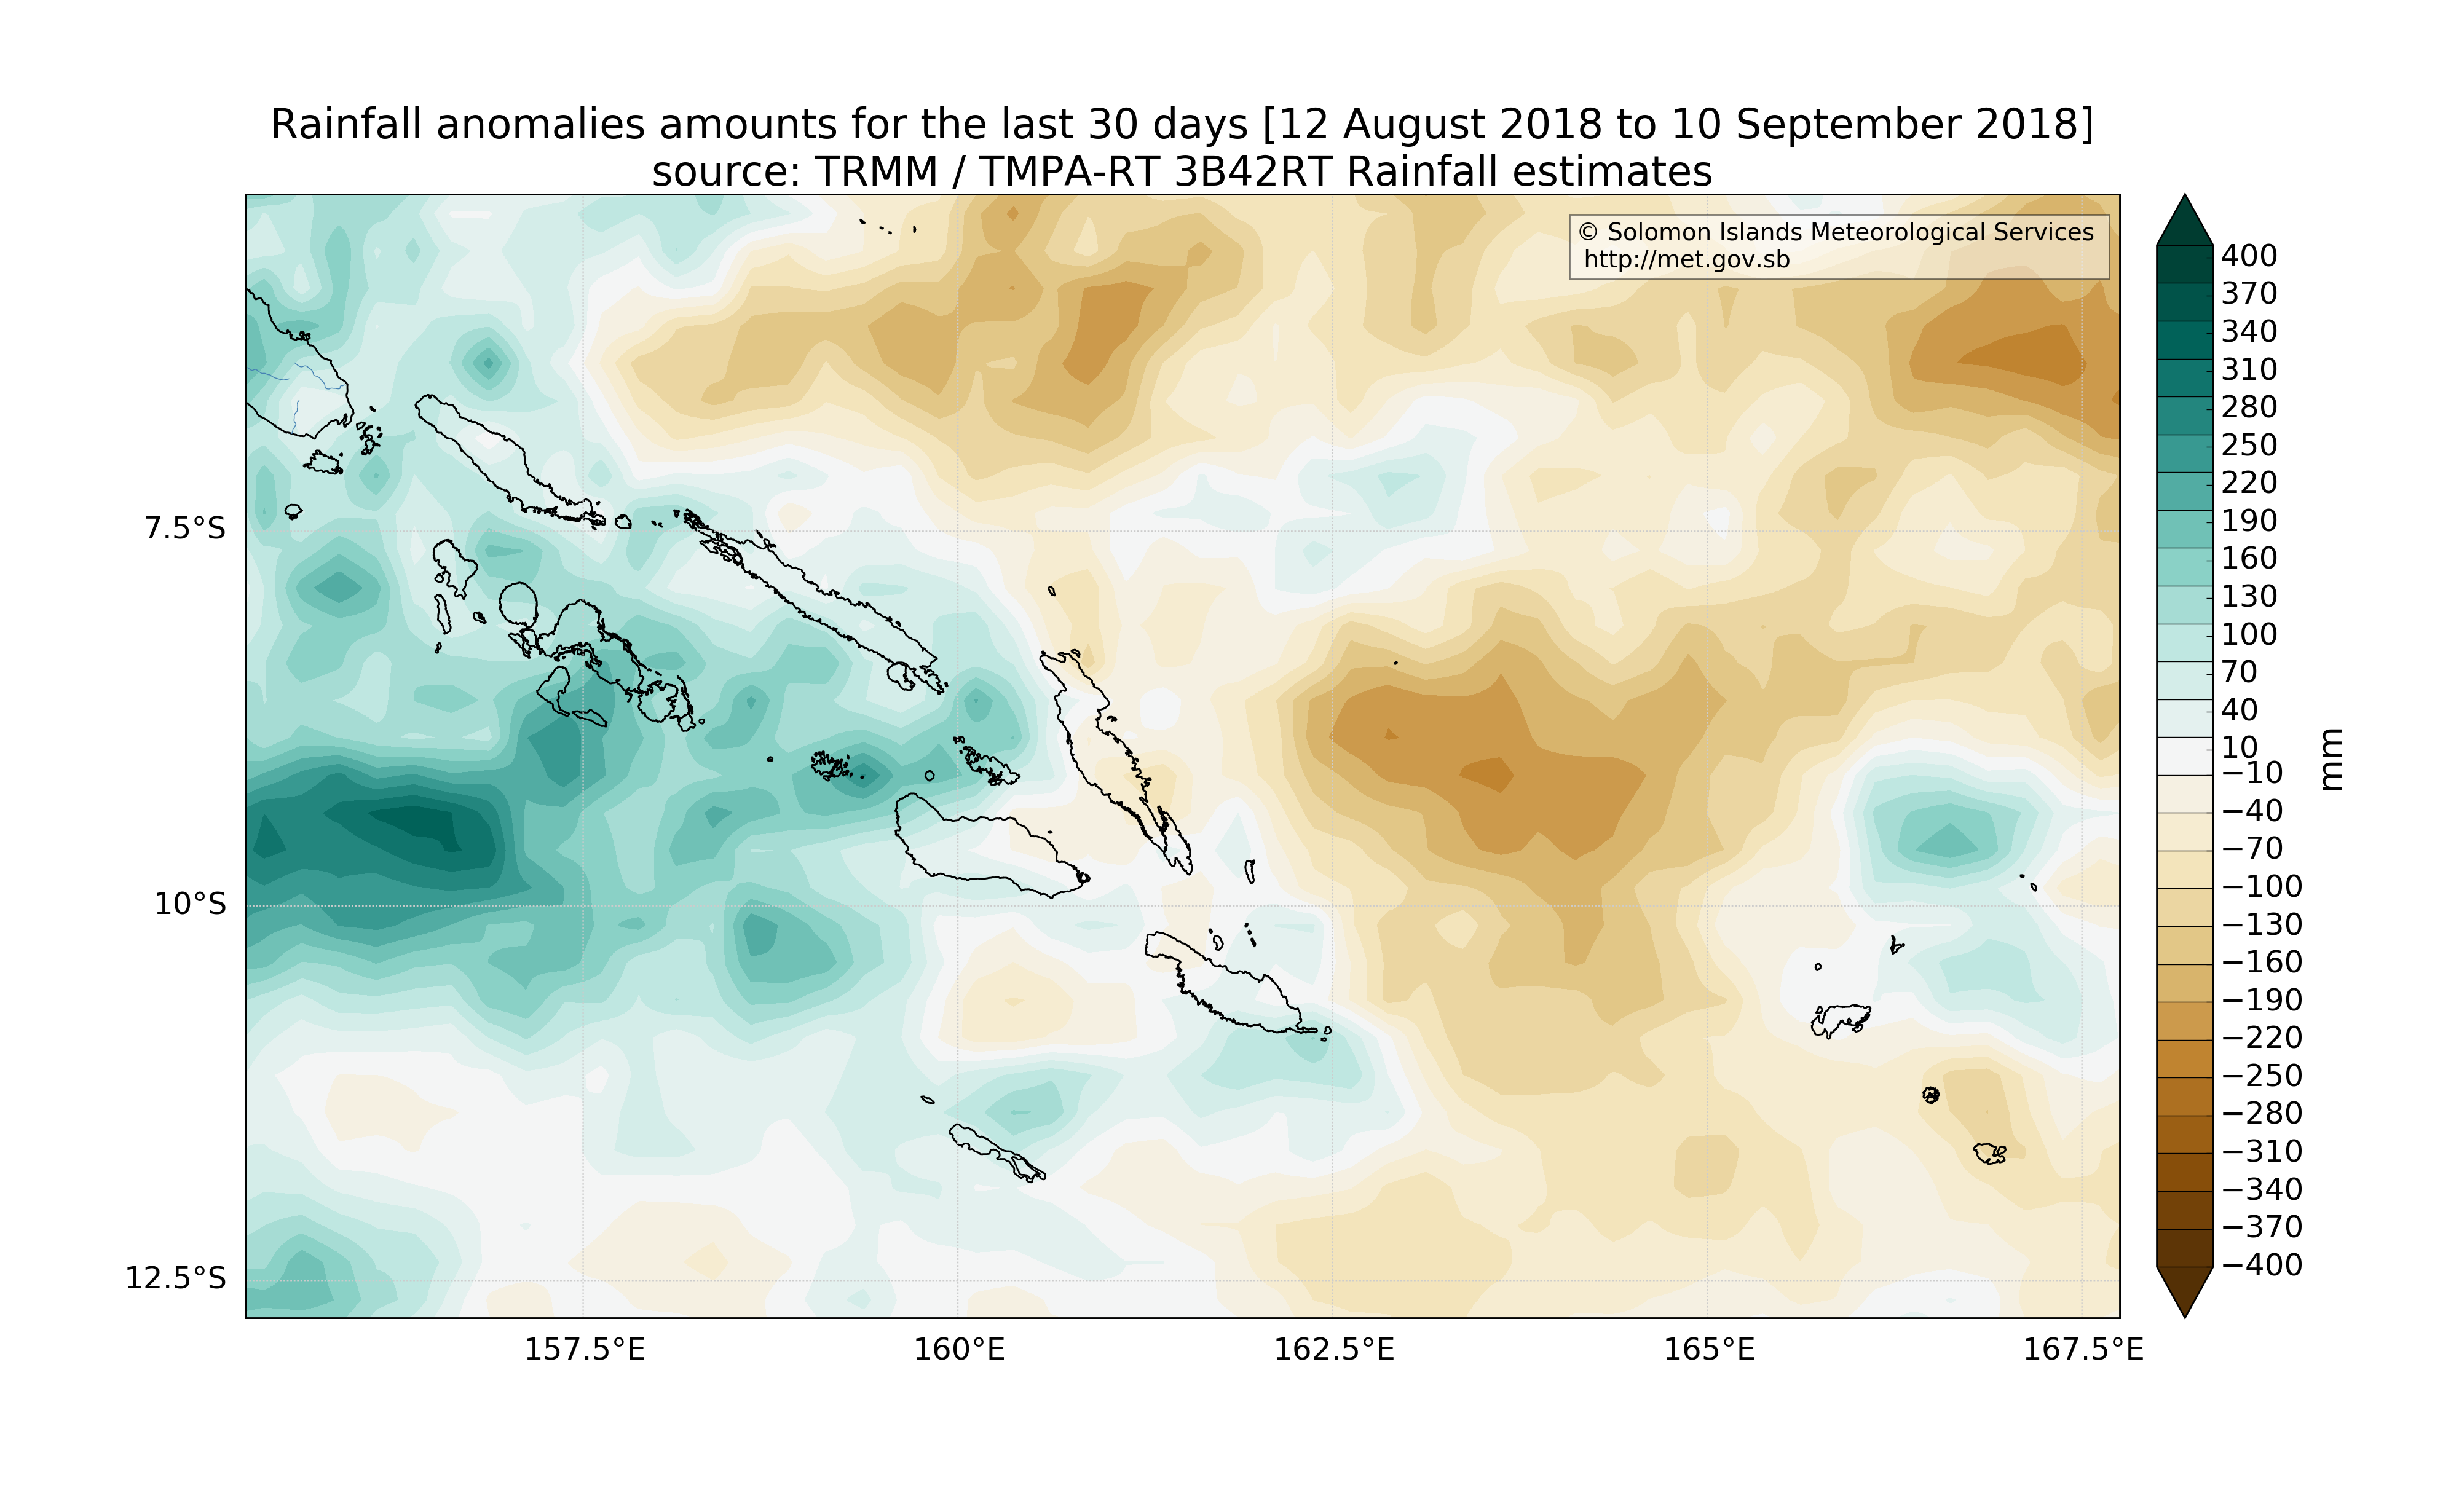 Rainfall anomalies amounts for the last 30 days [12 August 2018 to 10 September 2018]
source: TRMM / TMPA-RT 3B42RT Rainfall estimates
© Solomon Islands Meteorological Services
http://met.gov.sb
7.5°S
10°S
12.5°S
157.5°E
160°E
162.5°E
165°E
167.5°E
400
370
340
310
280
250
220
190
160
130
100
70
40
10
−10
−40
−70
−100
−130
−160
−190
−220
−250
−280
−310
−340
−370
−400
mm